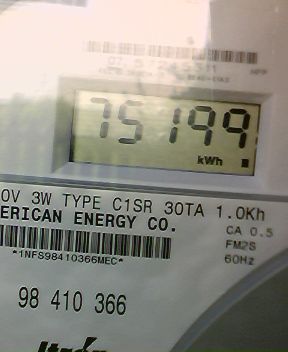 75199
kWh
0V 3W TYPE C1SR 30TA 1.0Kh
ERICAN ENERGY CO.
CA 0.5
FM2S
*1NFS98410366MEC*
60Hz
98 410 366
Itron